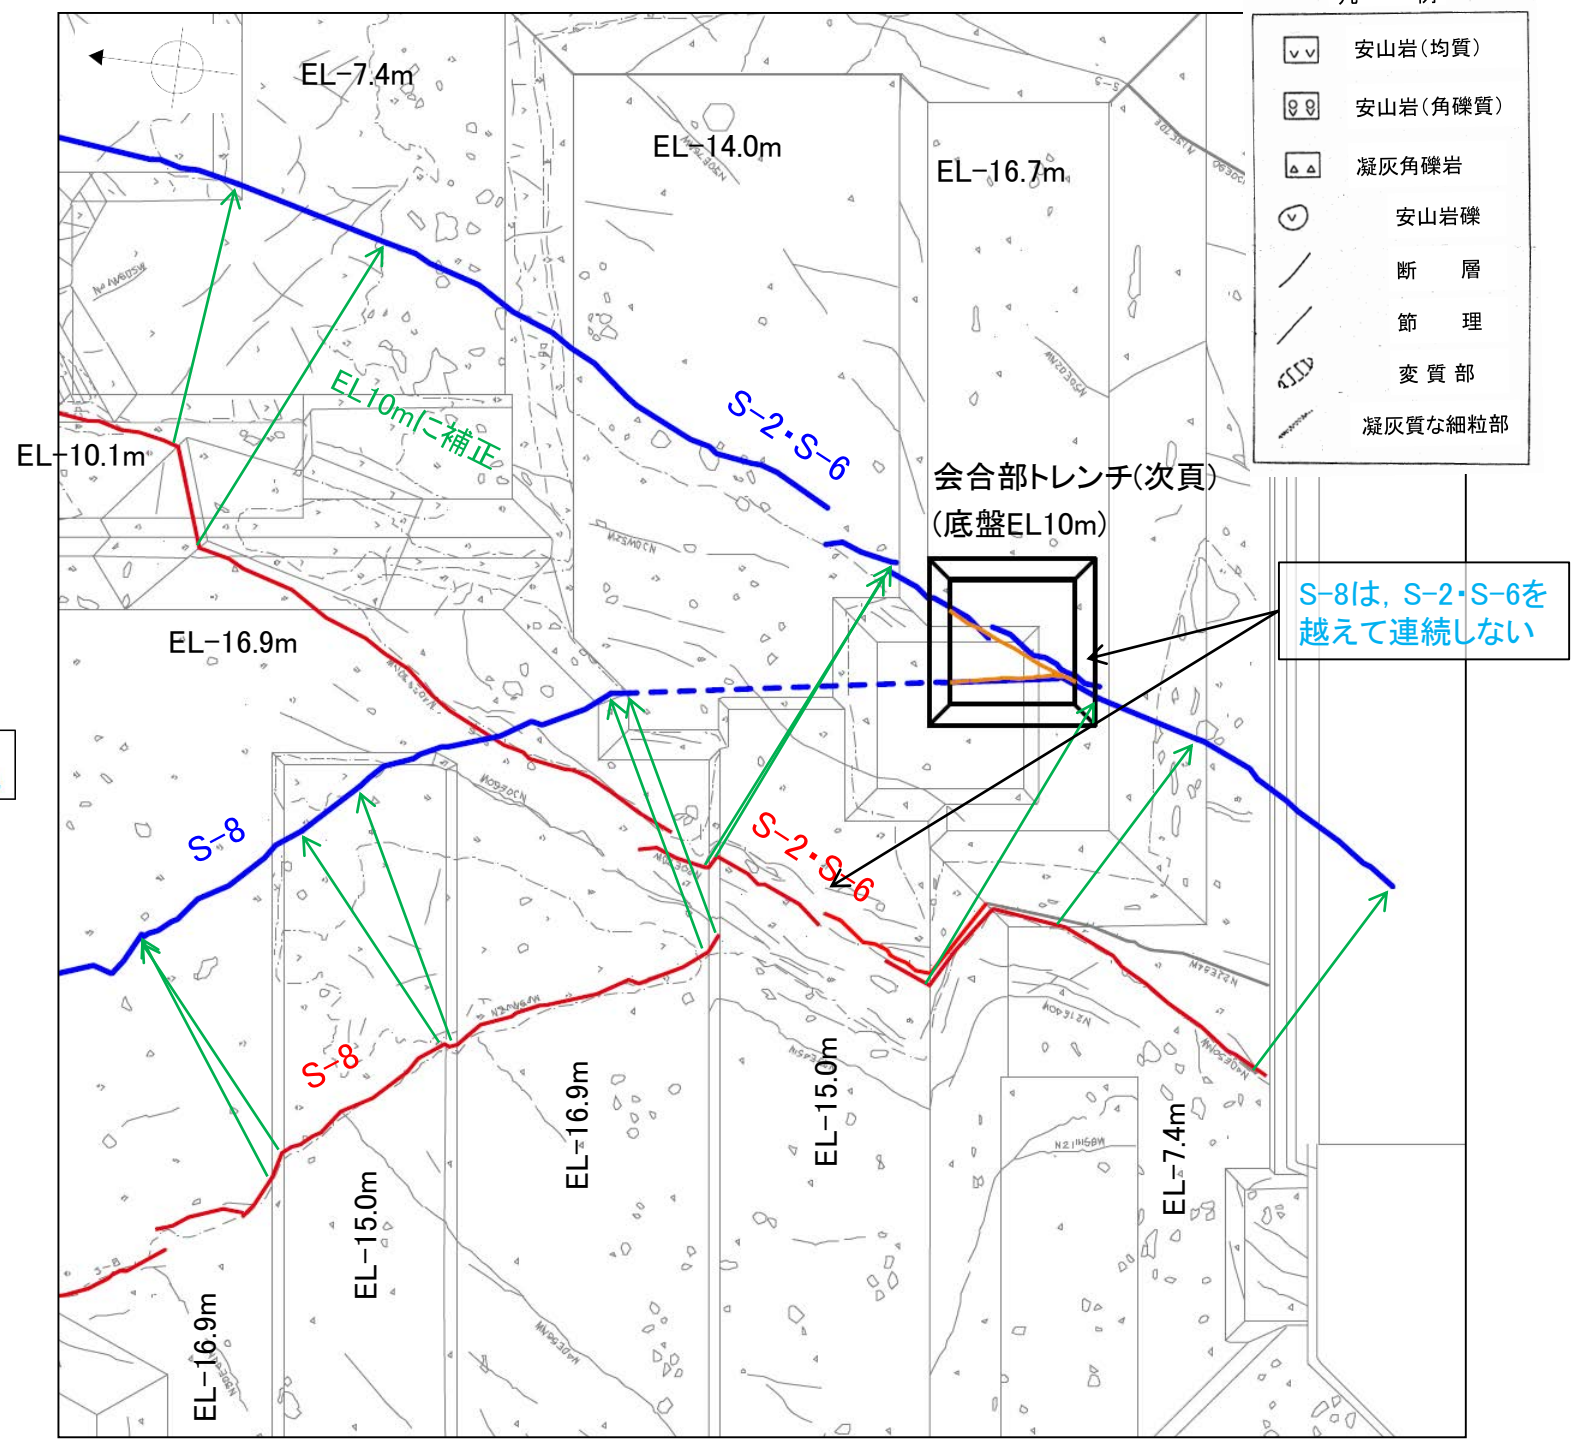 EL-7.4m
EL-14.0m
EL-16.7m
安山岩(均質)
安山岩(角礫質)
凝灰角礫岩
安山岩礫
断　層
節　理
変 質 部
凝灰質な細粒部
EL10mに補正
S-2・S-6
EL-10.1m
会合部トレンチ(次頁)
(底盤EL10m)
S-8は，S-2・S-6を
越えて連続しない
EL-16.9m
S-8
S-2・S-6
S-8
EL-16.9m
EL-15.0m
EL-7.4m
EL-15.0m
EL-16.9m